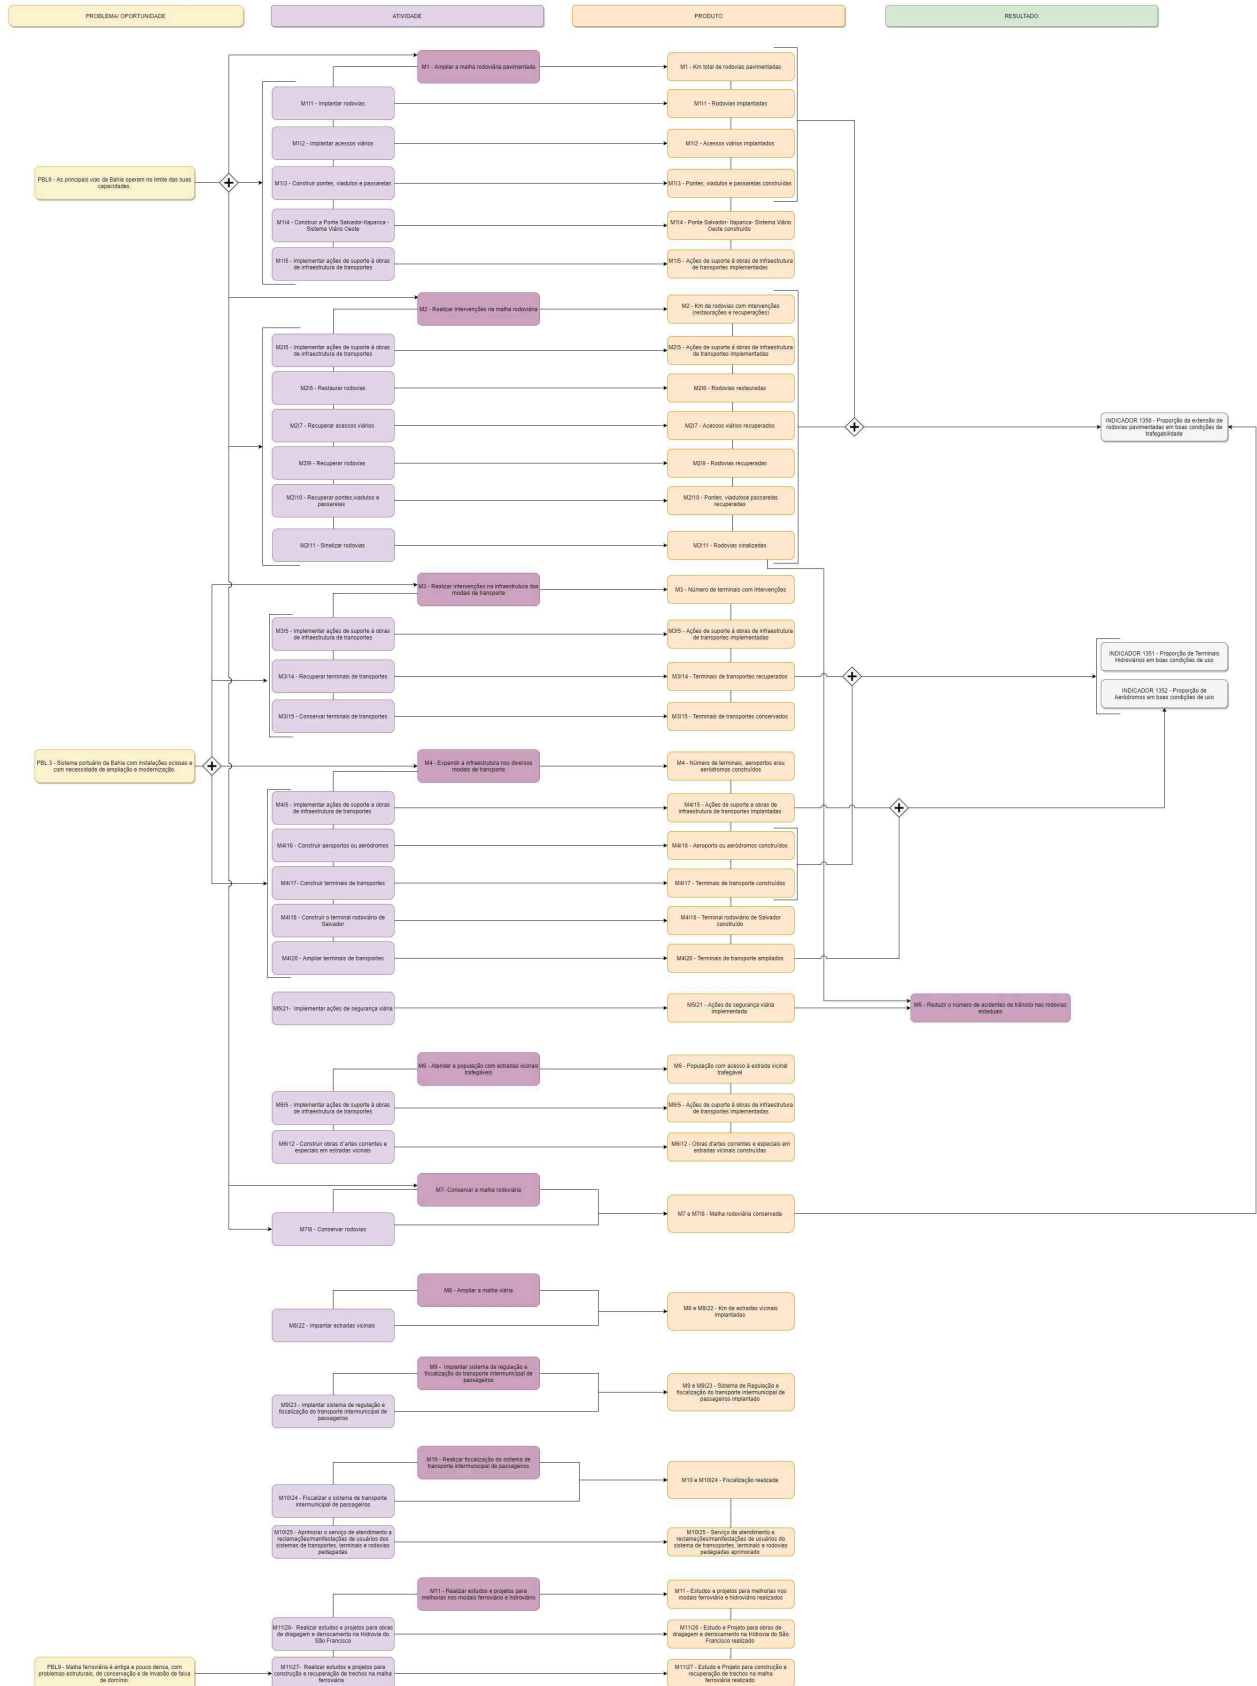 PROBLEMA/ OPORTUNIDADE
ATIVIDADE
PRODUTO
RESULTADO
M1 - Ampliar a malha rodoviária pavimentada
M1 - Km total de rodovias pavimentadas
M1I1 - Implantar rodovias
M1I1 - Rodovias implantadas
M1I2 - Implantar acessos viários
M1I2 - Acessos viários implantados
PBL6 - As principais vias da Bahia operam no limite das suas
capacidades.
M1I3 - Construir pontes, viadutos e passarelas
M1I3 - Pontes, viadutos e passarelas construídas
M1I4 - Construir a Ponte Salvador-Itaparica -
Sistema Viário Oeste
M1I4 - Ponte Salvador- Itaparica- Sistema Viário
Oeste construído
M1I5 - Implementar ações de suporte à obras
de infraestrutura de transportes
M1I5 - Ações de suporte à obras de infraestrutura
de transportes implementadas
M2 - Realizar intervenções na malha rodoviária
M2 - Km de rodovias com intervenções
(restaurações e recuperações)
M2I5 - Implementar ações de suporte à obras
de infraestrutura de transportes
M2I5 - Ações de suporte à obras de infraestrutura
de transportes implementadas
M2I6 - Restaurar rodovias
M2I6 - Rodovias restauradas
M2I7 - Recuperar acessos viários
M2I7 - Acessos viários recuperados
INDICADOR 1350 - Proporção da extensão de
rodovias pavimentadas em boas condições de
trafegabilidade
M2I9 - Recuperar rodovias
M2I9 - Rodovias recuperadas
M2I10 - Recuperar pontes,viadutos e
passarelas
M2I10 - Pontes, viadutose passarelas
recuperadas
M2I11 - Sinalizar rodovias
M2I11 - Rodovias sinalizadas
M3 - Realizar intervenções na infraestrutura dos
modais de transporte
M3 - Número de terminais com intervenções
M3I5 - Implementar ações de suporte à obras
de infraestrutura de transportes
M3I5 - Ações de suporte à obras de infraestrutura
de transportes implementadas
INDICADOR 1351 - Proporção de Terminais
Hidroviários em boas condições de uso
M3I14 - Recuperar terminais de transportes
M3I14 - Terminais de transportes recuperados
INDICADOR 1352 - Proporção de
Aeródromos em boas condições de uso
M3I15 - Conservar terminais de transportes
M3I15 - Terminais de transportes conservados
PBL 3 - Sistema portuário da Bahia com instalações ociosas e
com necessidade de ampliação e modernização.
M4 - Expandir a infraestrutura nos diversos
modais de transporte
M4 - Número de terminais, aeroportos e/ou
aeródromos construídos
M4I5 - Implementar ações de suporte a obras
de infraestrutura de transportes
M4I15 - Ações de suporte a obras de
infraestrutura de transportes implantadas
M4I16 - Construir aeroportos ou aeródromos
M4I16 - Aeroporto ou aeródromos construídos
M4I17- Construir terminais de transportes
M4I17 - Terminais de transporte construídos
M4I18 - Construir o terminal rodoviário de
Salvador
M4I18 - Terminal rodoviário de Salvador
construído
M4I20 - Ampliar terminais de transportes
M4I20 - Terminais de transporte ampliados
M5I21- Implementar ações de segurança viária
M5I21 - Ações de segurança viária
implementada
M5 - Reduzir o número de acidentes de trânsito nas rodovias
estaduais
M6 - Atender a população com estradas vicinais
trafegáveis
M6 - População com acesso à estrada vicinal
trafegável
M6I5 - Implementar ações de suporte à obras
de infraestrutura de transportes
M6I5 - Ações de suporte à obras de infraestrutura
de transportes implementadas
M6I12 - Construir obras d´artes correntes e
especiais em estradas vicinais
M6I12 - Obras d'artes correntes e especiais em
estradas vicinais construídas
M7- Conservar a malha rodoviária
M7I8 - Conservar rodovias
M7 e M7I8 - Malha rodoviária conservada
M8 - Ampliar a malha viária
M8I22 - Impantar estradas vicinais
M8 e M8I22 - Km de estradas vicinais
implantadas
M9 - Implantar sistema de regulação e
fiscalização do transporte intermunicipal de
passageiros
M9I23 - Implantar sistema de regulação e
fiscalização do transporte intermunicipal de
passageiros
M9 e M9I23 - Sistema de Regulação e
fiscalização do transporte intermunicipal de
passageiros implantado
M10 - Realizar fiscalização do sistema de
transporte intermunicipal de passageiros
M10I24 - Fiscalizar o sistema de transporte
intermunicipal de passageiros
M10 e M10I24 - Fiscalização realizada
M10I25 - Aprimorar o serviço de atendimento a
reclamações/manifestações de usuários dos
sistemas de transportes, terminais e rodovias
pedagiadas
M10I25 - Serviço de atendimento e
reclamações/manifestações de usuários do
sistema de transportes, terminais e rodovias
pedagiadas aprimorado
M11 - Realizar estudos e projetos para
melhorias nos modais ferroviário e hidroviário
M11 - Estudos e projetos para melhorias nos
modais ferroviário e hidroviário realizados
M11I26- Realizar estudos e projetos para obras
de dragagem e derrocamento na Hidrovia do
São Francisco
M11I26 - Estudo e Projeto para obras de
dragagem e derrocamento na Hidrovia do São
Francisco realizado
PBL9 - Malha ferroviária é antiga e pouco densa, com
problemas estruturais, de conservação e de invasão de faixa
de domínio.
M11I27- Realizar estudos e projetos para
construção e recuperação de trechos na malha
ferroviária
M11I27 - Estudo e Projeto para construção e
recuperação de trechos na malha
ferroviária realizado